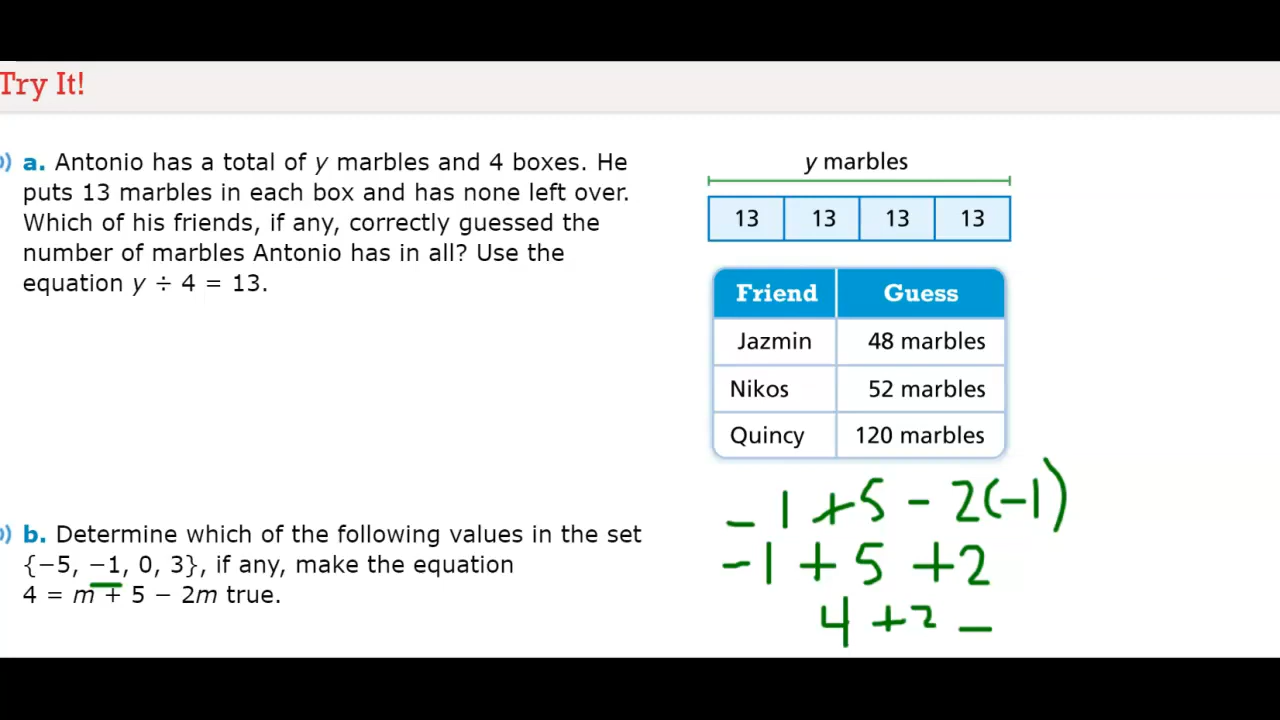 Try It!
a. Antonio has a total of y marbles and 4 boxes. He
puts 13 marbles in each box and has none left over.
Which of his friends, if any, correctly guessed the
number of marbles Antonio has in all? Use the
equation y ÷ 4 = 13.
y marbles
13 13 13 13
Friend Guess
Jazmin 48 marbles
Nikos 52 marbles
Quincy 120 marbles
b. Determine which of the following values in the set
{−5, −1, 0, 3}, if any, make the equation
4 = m + 5 − 2m true.
-1 + 5 - 2(-1)
-1 + 5 + 2
4 + 2 =